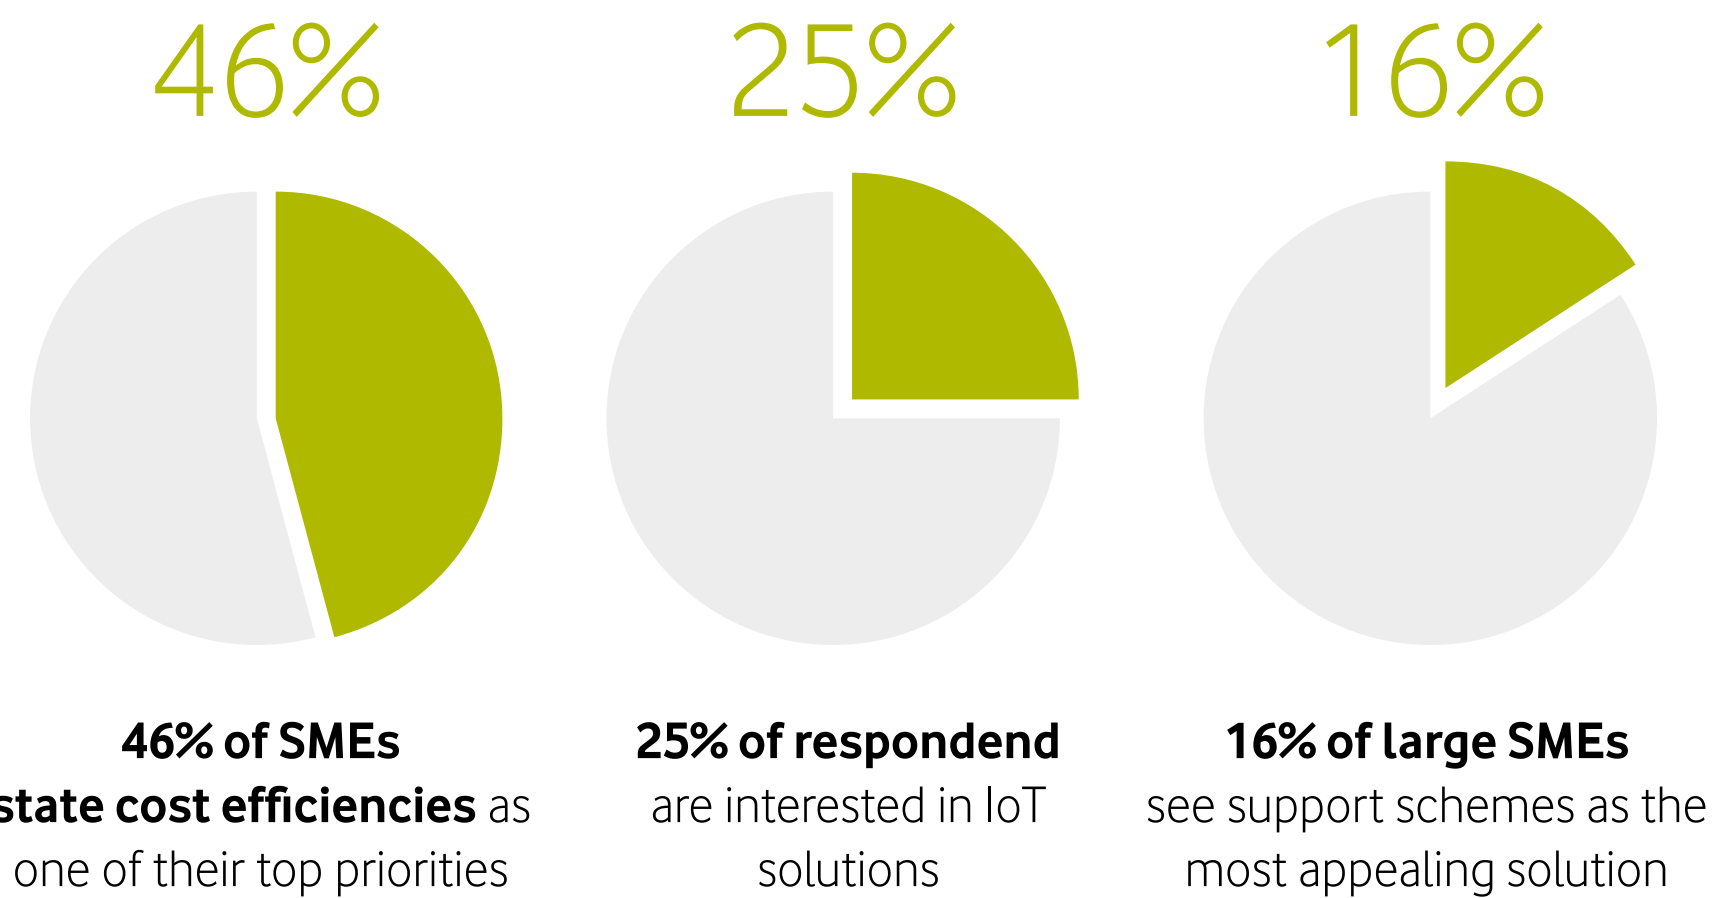 46%
25%
16%
46% of SMEs
state cost efficiencies as
one of their top priorities
25% of respondend
are interested in IoT
solutions
16% of large SMEs
see support schemes as the
most appealing solution